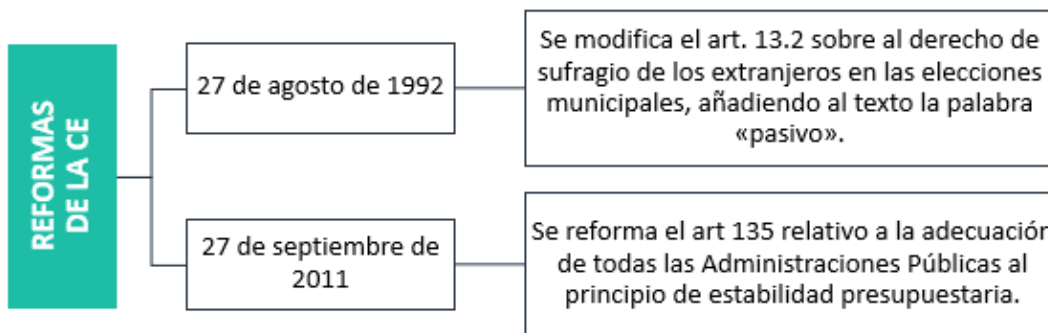 REFORMAS
DE LA CE
27 de agosto de 1992
Se modifica el art. 13.2 sobre al derecho de
sufragio de los extranjeros en las elecciones
municipales, añadiendo al texto la palabra
«pasivo».
27 de septiembre de
2011
Se reforma el art 135 relativo a la adecuación
de todas las Administraciones Públicas al
principio de estabilidad presupuestaria.